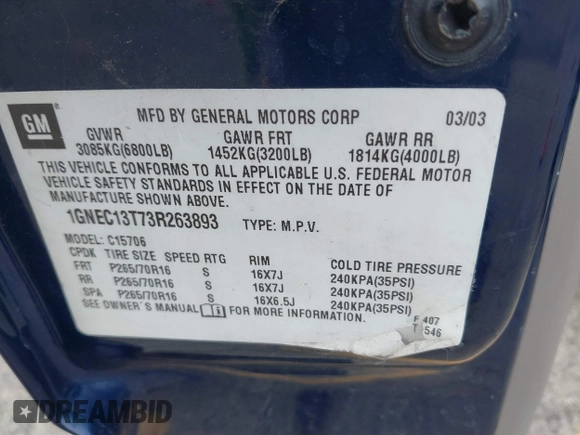 GM
MFD BY GENERAL MOTORS CORP 03/03
GVWR GAWR FRT GAWR RR
3085KG(6800LB) 1452KG(3200LB) 1814KG(4000LB)
THIS VEHICLE CONFORMS TO ALL APPLICABLE U.S. FEDERAL MOTOR
VEHICLE SAFETY STANDARDS IN EFFECT ON THE DATE OF
MANUFACTURE SHOWN ABOVE.
1GNEC13T73R263893 TYPE: M.P.V.
MODEL: C15706
CPDK TIRE SIZE SPEED RTG RIM COLD TIRE PRESSURE
FRT P265/70R16 S 16X7J 240KPA(35PSI)
RR P265/70R16 S 16X7J 240KPA(35PSI)
SPA P265/70R16 S 16X6.5J 240KPA(35PSI)
SEE OWNER'S MANUAL FOR MORE INFORMATION.
407
546
DREAMBID